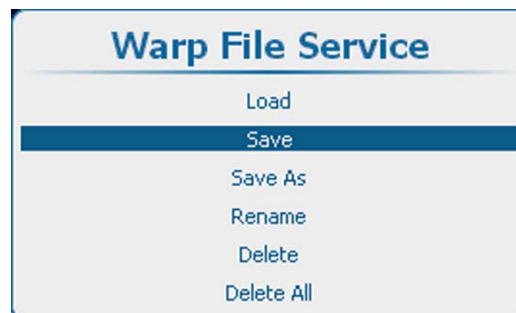 Warp File Service
Load
Save
Save As
Rename
Delete
Delete All